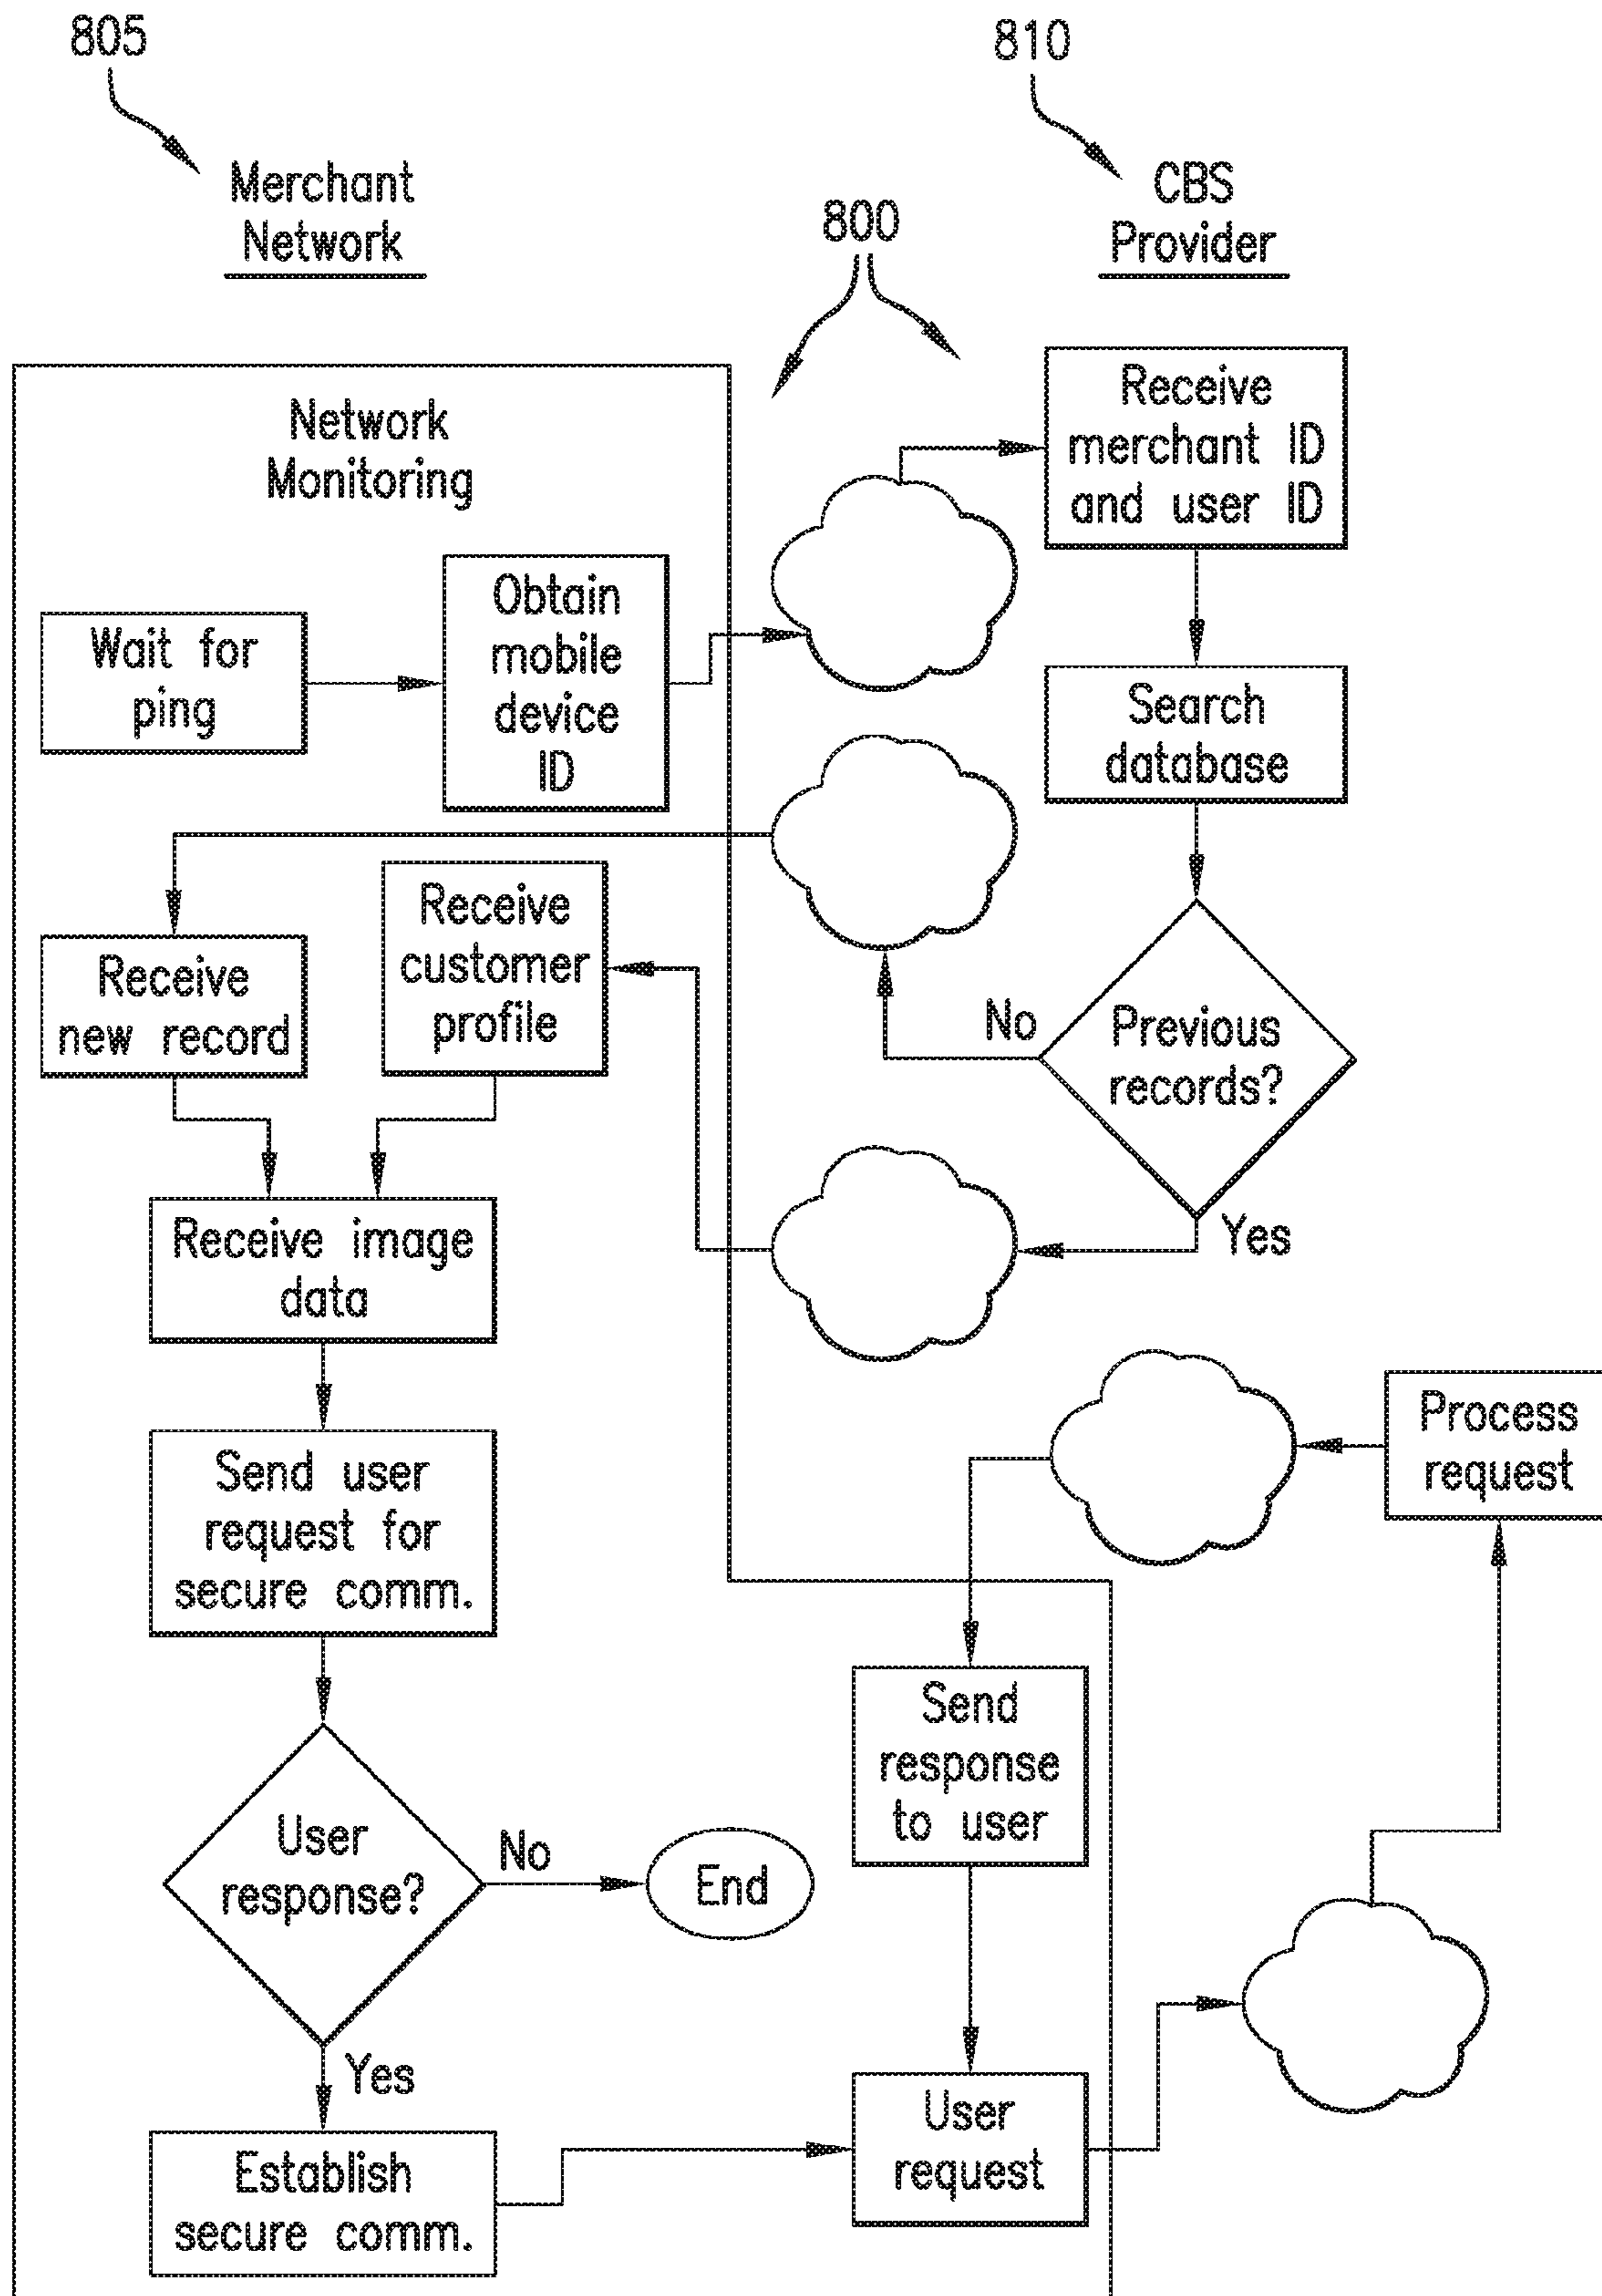 805
810
Merchant
Network
800
CBS
Provider
Network
Monitoring
Receive
merchant ID
and user ID
Wait for
ping
Obtain
mobile
device
ID
Search
database
Receive
new record
Receive
customer
profile
No
Previous
records?
Yes
Receive image
data
Process
request
Send user
request for
secure comm.
Send
response
to user
User
response?
No
End
Yes
Establish
secure comm.
User
request